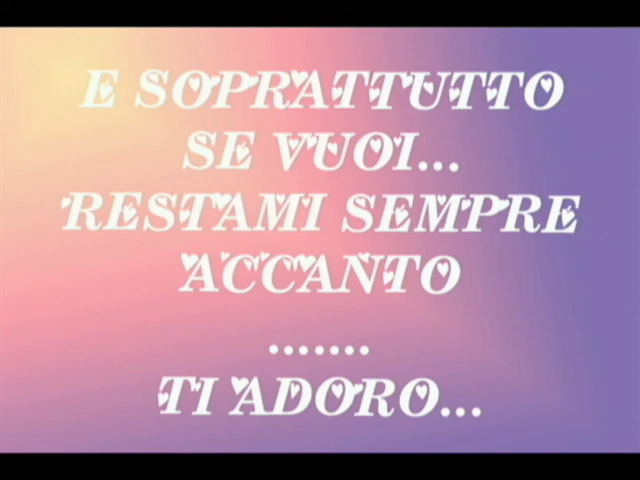 E SOPRATTUTTO
SE VUOI...
RESTAMI SEMPRE
ACCANTO
.......
TI ADORO...